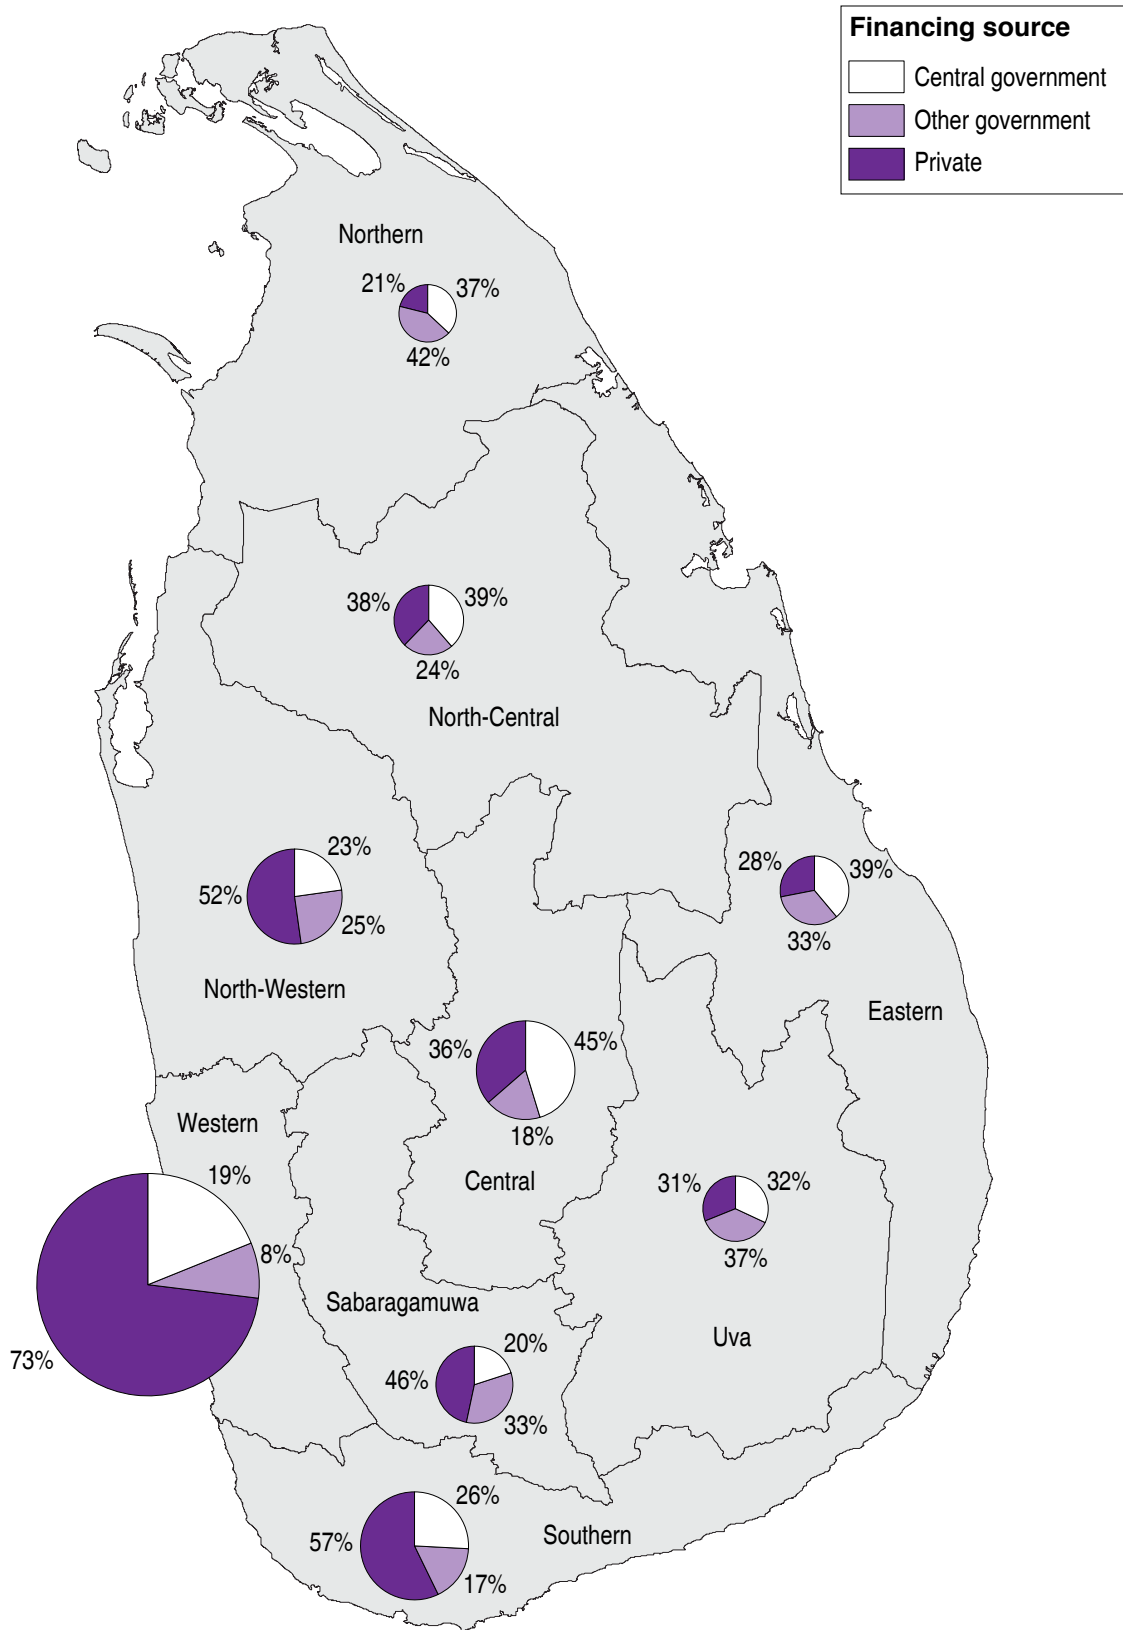 Financing source
Central government
Other government
Private
Northern
21%
37%
42%
38%
39%
24%
North-Central
23%
52%
25%
North-Western
28%
39%
33%
Eastern
36%
45%
18%
Central
Western
19%
8%
73%
31%
32%
37%
Uva
Sabaragamuwa
20%
46%
33%
26%
57%
17%
Southern